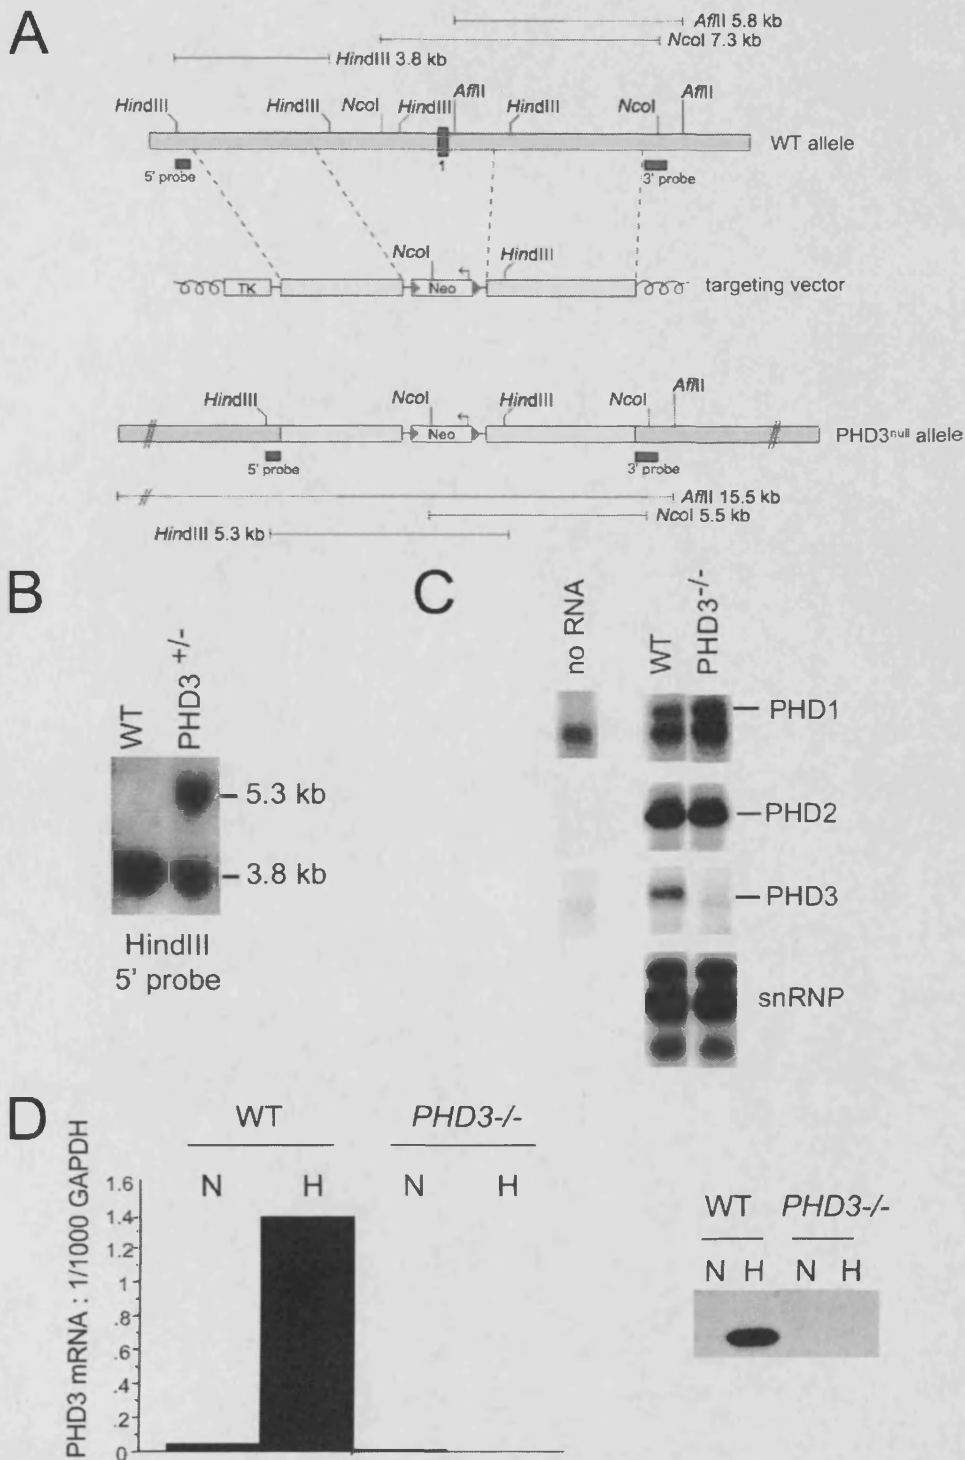 A
AflII 5.8 kb
NcoI 7.3 kb
HindIII 3.8 kb
HindIII HindIII NcoI HindIII AflII HindIII NcoI AflII
WT allele
1
5' probe 3' probe
NcoI HindIII
TK Neo targeting vector
HindIII NcoI HindIII NcoI AflII
Neo PHD3null allele
5' probe 3' probe
AflII 15.5 kb
NcoI 5.5 kb
HindIII 5.3 kb
B
WT PHD3 +/-
5.3 kb
3.8 kb
HindIII
5' probe
C
no RNA WT PHD3-/-
PHD1
PHD2
PHD3
snRNP
D
WT PHD3-/-
N H N H
PHD3 mRNA : 1/1000 GAPDH
1.6
1.4
1.2
1
.8
.6
.4
.2
0
WT PHD3-/-
N H N H